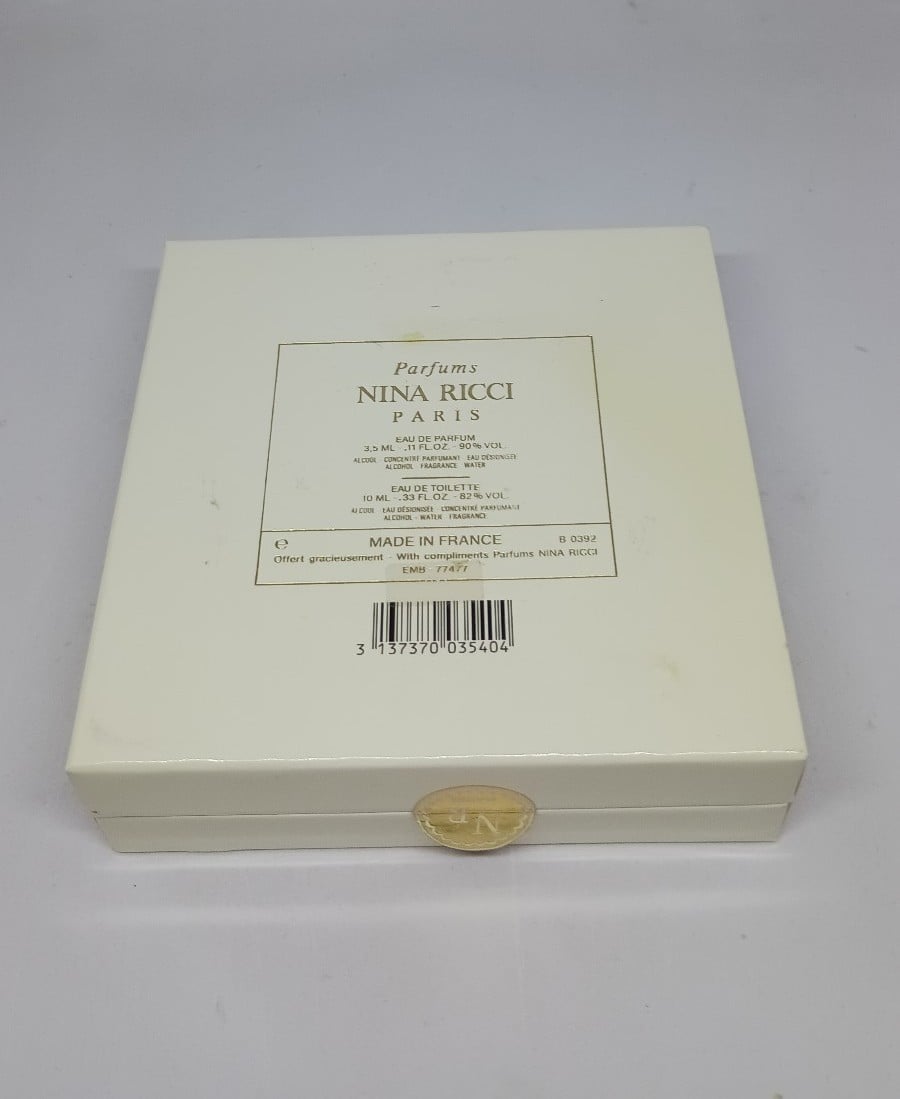 Parfums
NINA RICCI
PARIS
EAU DE PARFUM
3,5 ML - .11 FL.OZ. - 90% VOL.
ALCOOL - CONCENTRÉ PARFUMANT - EAU DÉSIONISÉE
ALCOHOL - FRAGRANCE - WATER
EAU DE TOILETTE
10 ML - .33 FL.OZ. - 82% VOL.
ALCOOL - EAU DÉSIONISÉE - CONCENTRÉ PARFUMANT
ALCOHOL - WATER - FRAGRANCE
℮ MADE IN FRANCE B 0392
Offert gracieusement - With compliments Parfums NINA RICCI
EMB - 77477
3 137370 035404
NR